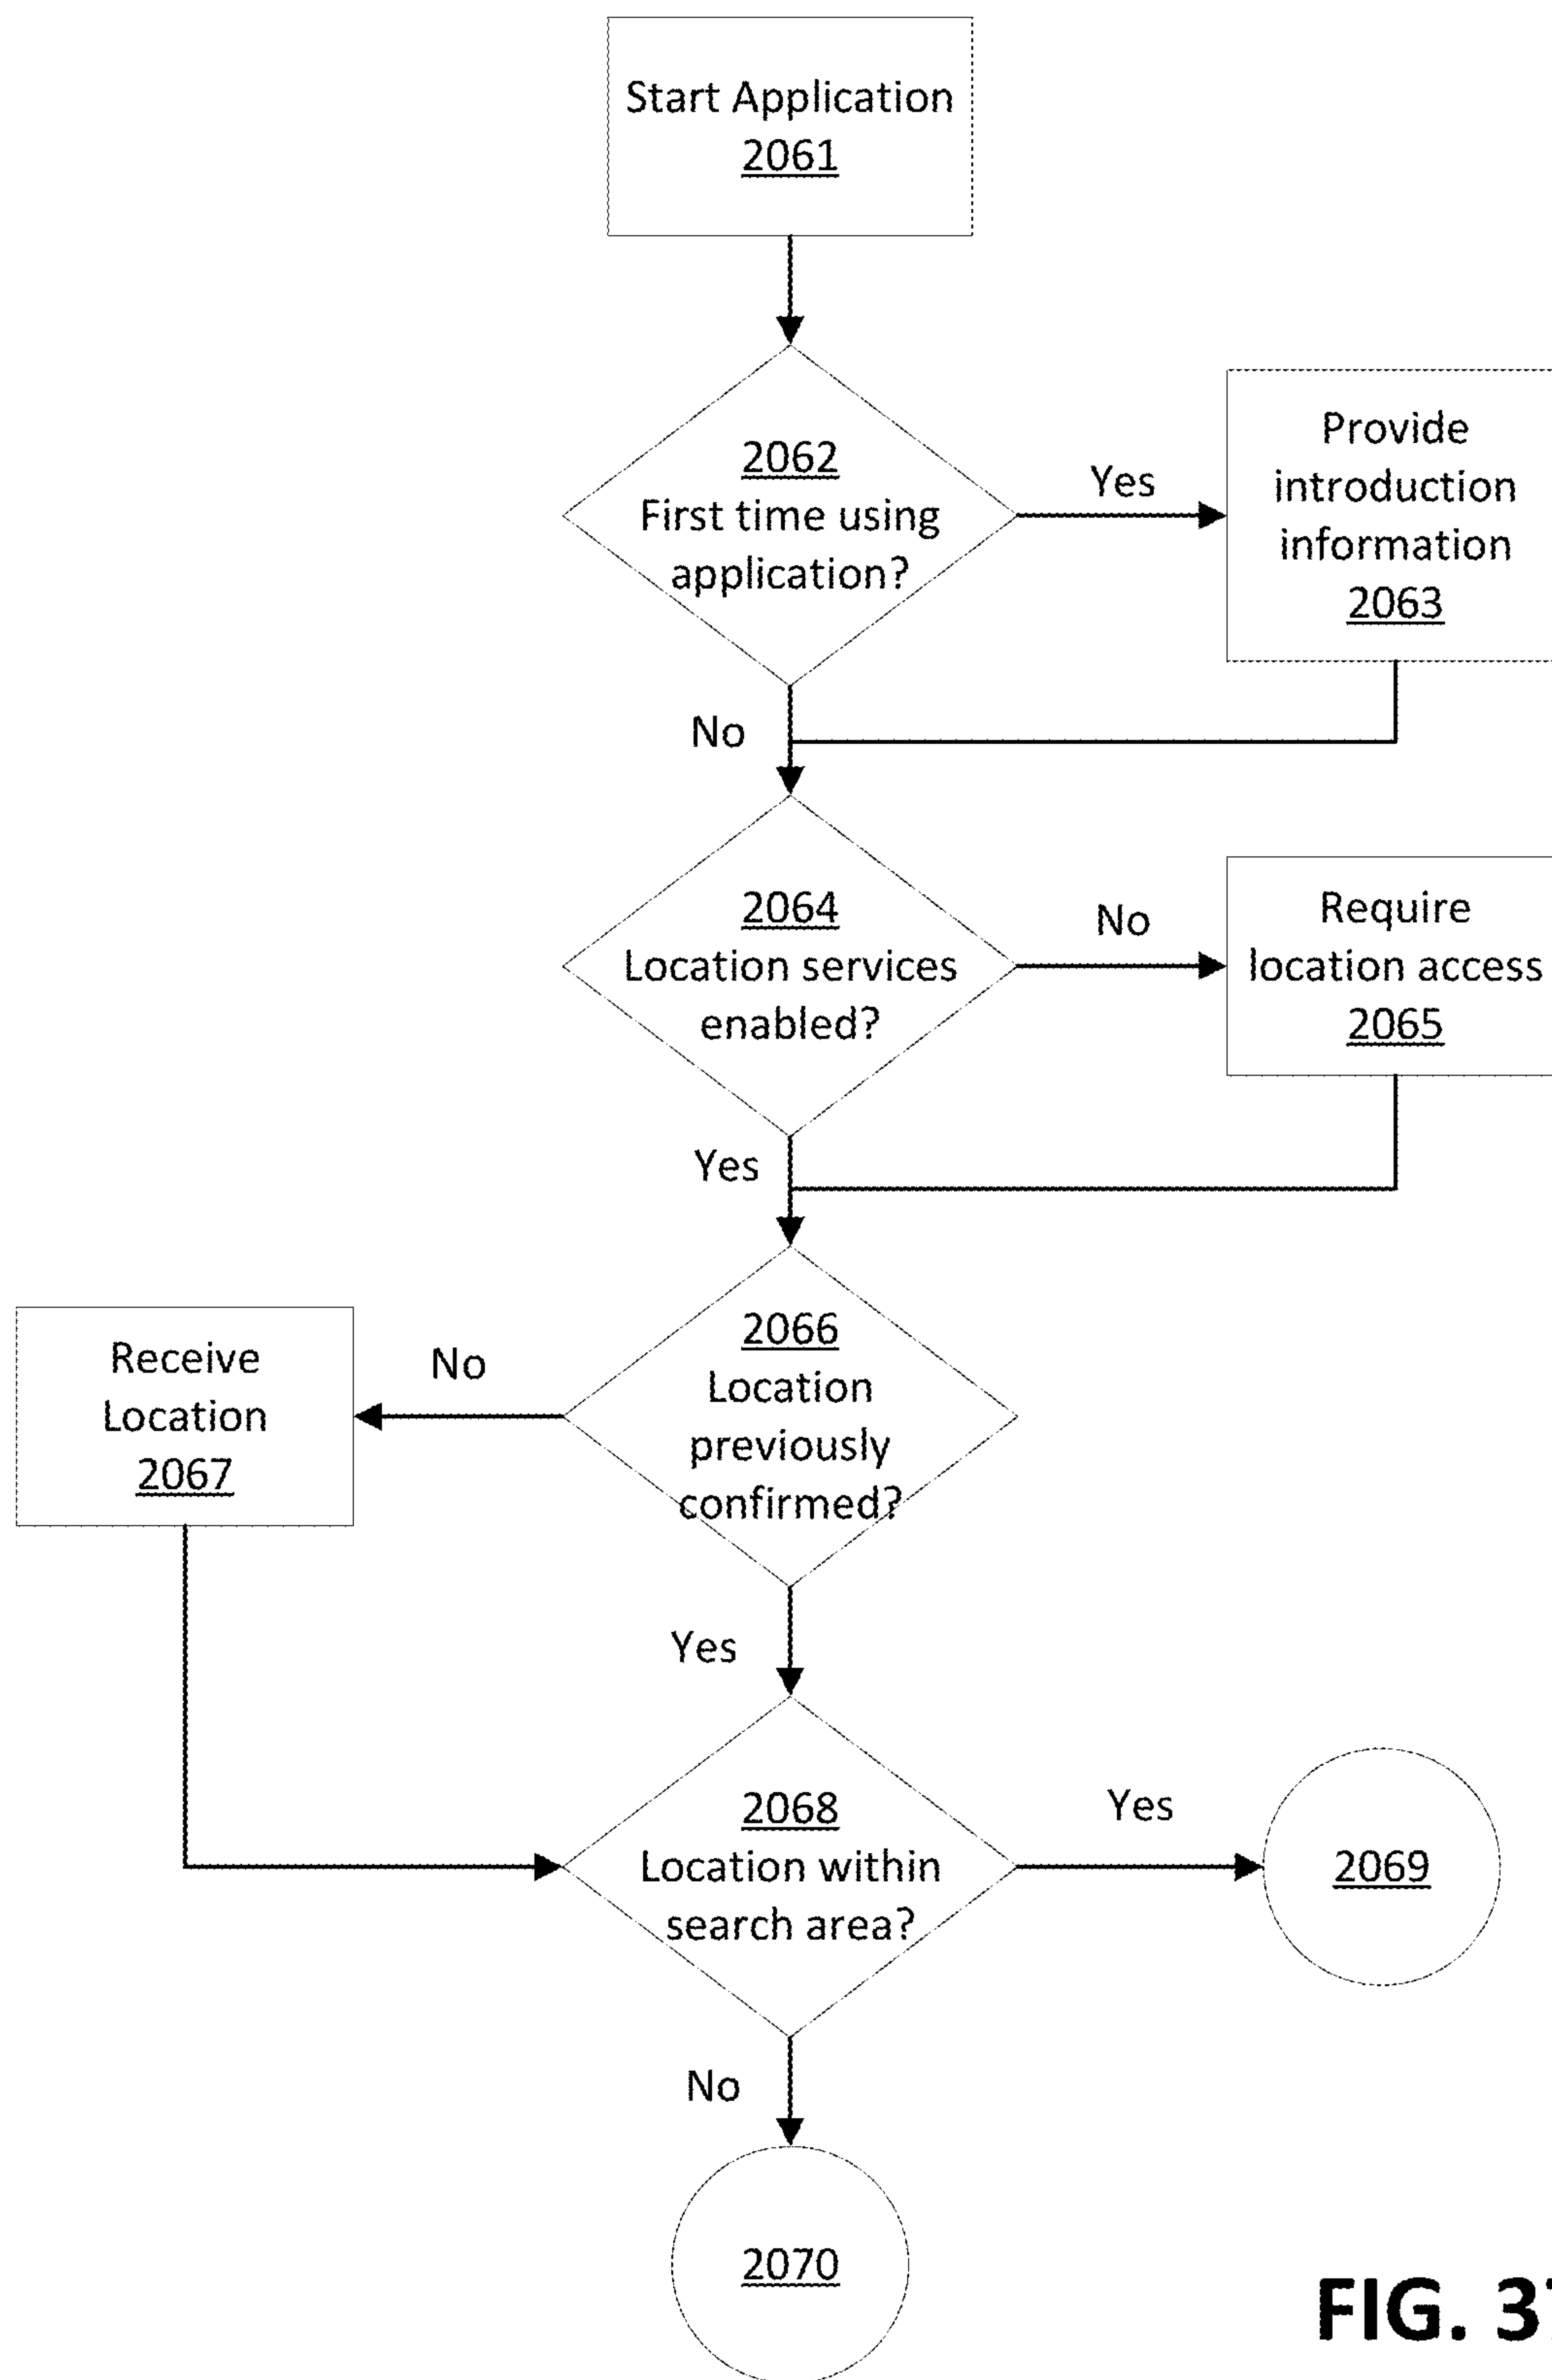 Start Application
2061
2062
First time using
application?
Yes
Provide
introduction
information
2063
No
2064
Location services
enabled?
No
Require
location access
2065
Yes
2066
Location
previously
confirmed?
No
Receive
Location
2067
Yes
2068
Location within
search area?
Yes
2069
No
2070
FIG. 37